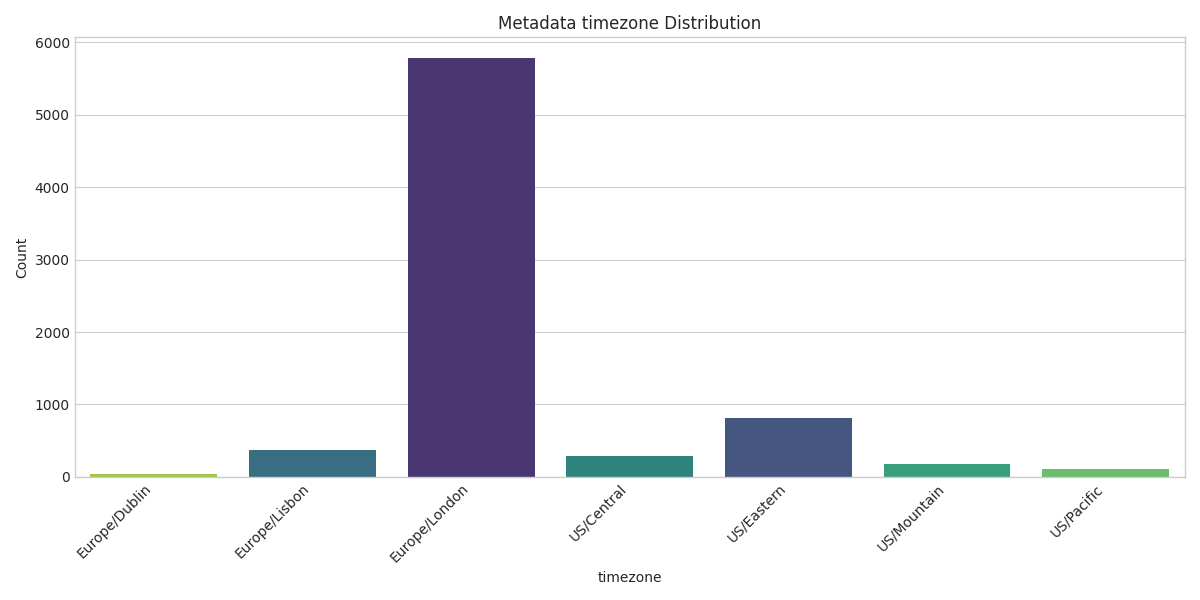 Metadata timezone Distribution
6000
5000
4000
3000
2000
1000
0
Count
Europe/Dublin
Europe/Lisbon
Europe/London
US/Central
US/Eastern
US/Mountain
US/Pacific
timezone